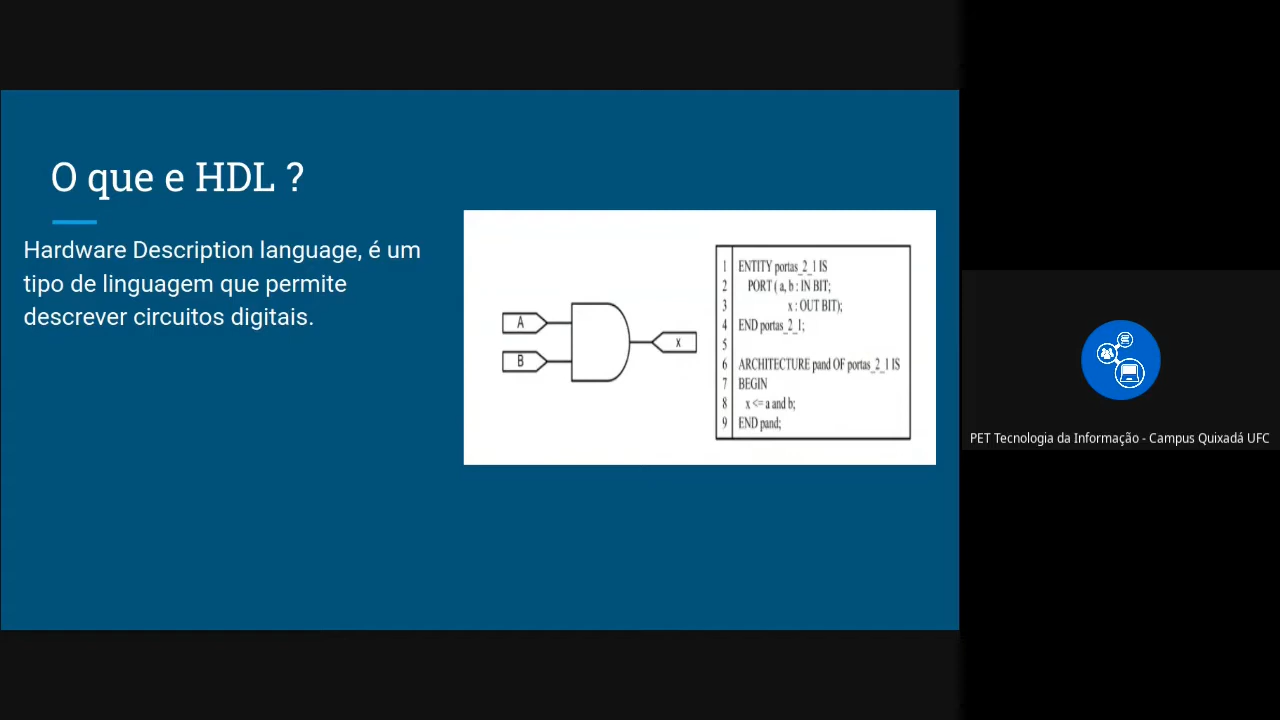 O que e HDL ?
Hardware Description language, é um
tipo de linguagem que permite
descrever circuitos digitais.
A
B
x
1 ENTITY portas_2_1 IS
2 PORT ( a, b : IN BIT;
3 x : OUT BIT);
4 END portas_2_1;
5
6 ARCHITECTURE pand OF portas_2_1 IS
7 BEGIN
8 x <= a and b;
9 END pand;
PET Tecnologia da Informação - Campus Quixadá UFC